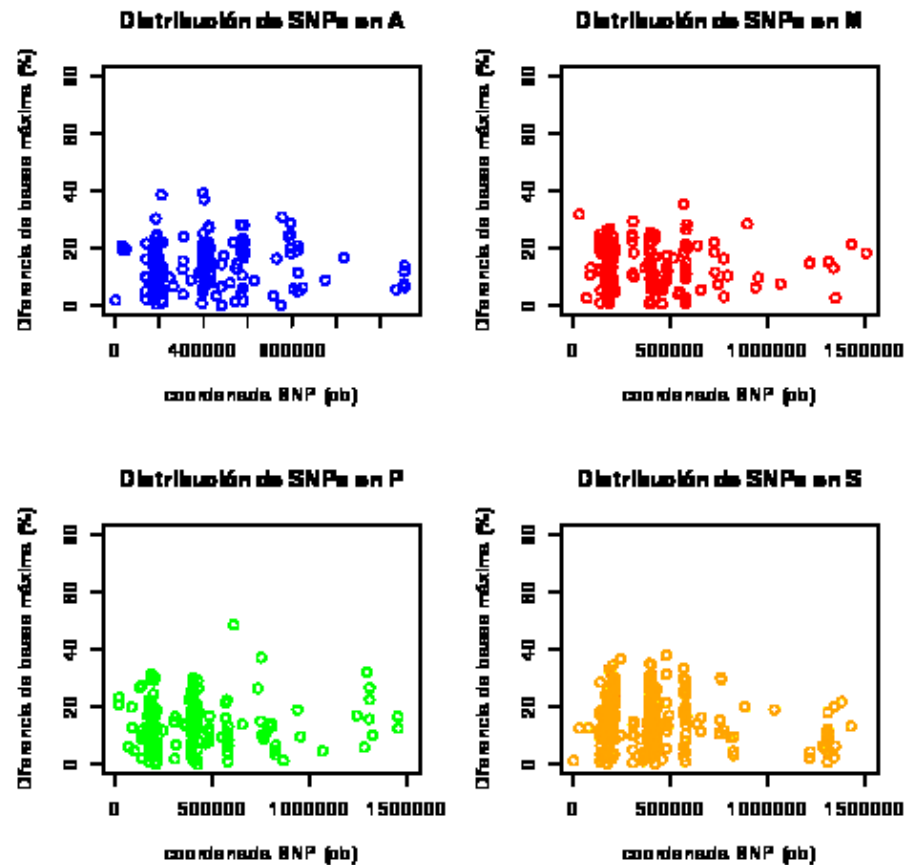 Distribución de SNPs en A
Diferencia de bases máxima (%)
80
60
40
20
0
0 400000 800000
coordenada SNP (pb)
Distribución de SNPs en M
Diferencia de bases máxima (%)
80
60
40
20
0
0 500000 1000000 1500000
coordenada SNP (pb)
Distribución de SNPs en P
Diferencia de bases máxima (%)
80
60
40
20
0
0 500000 1000000 1500000
coordenada SNP (pb)
Distribución de SNPs en S
Diferencia de bases máxima (%)
80
60
40
20
0
0 500000 1000000 1500000
coordenada SNP (pb)